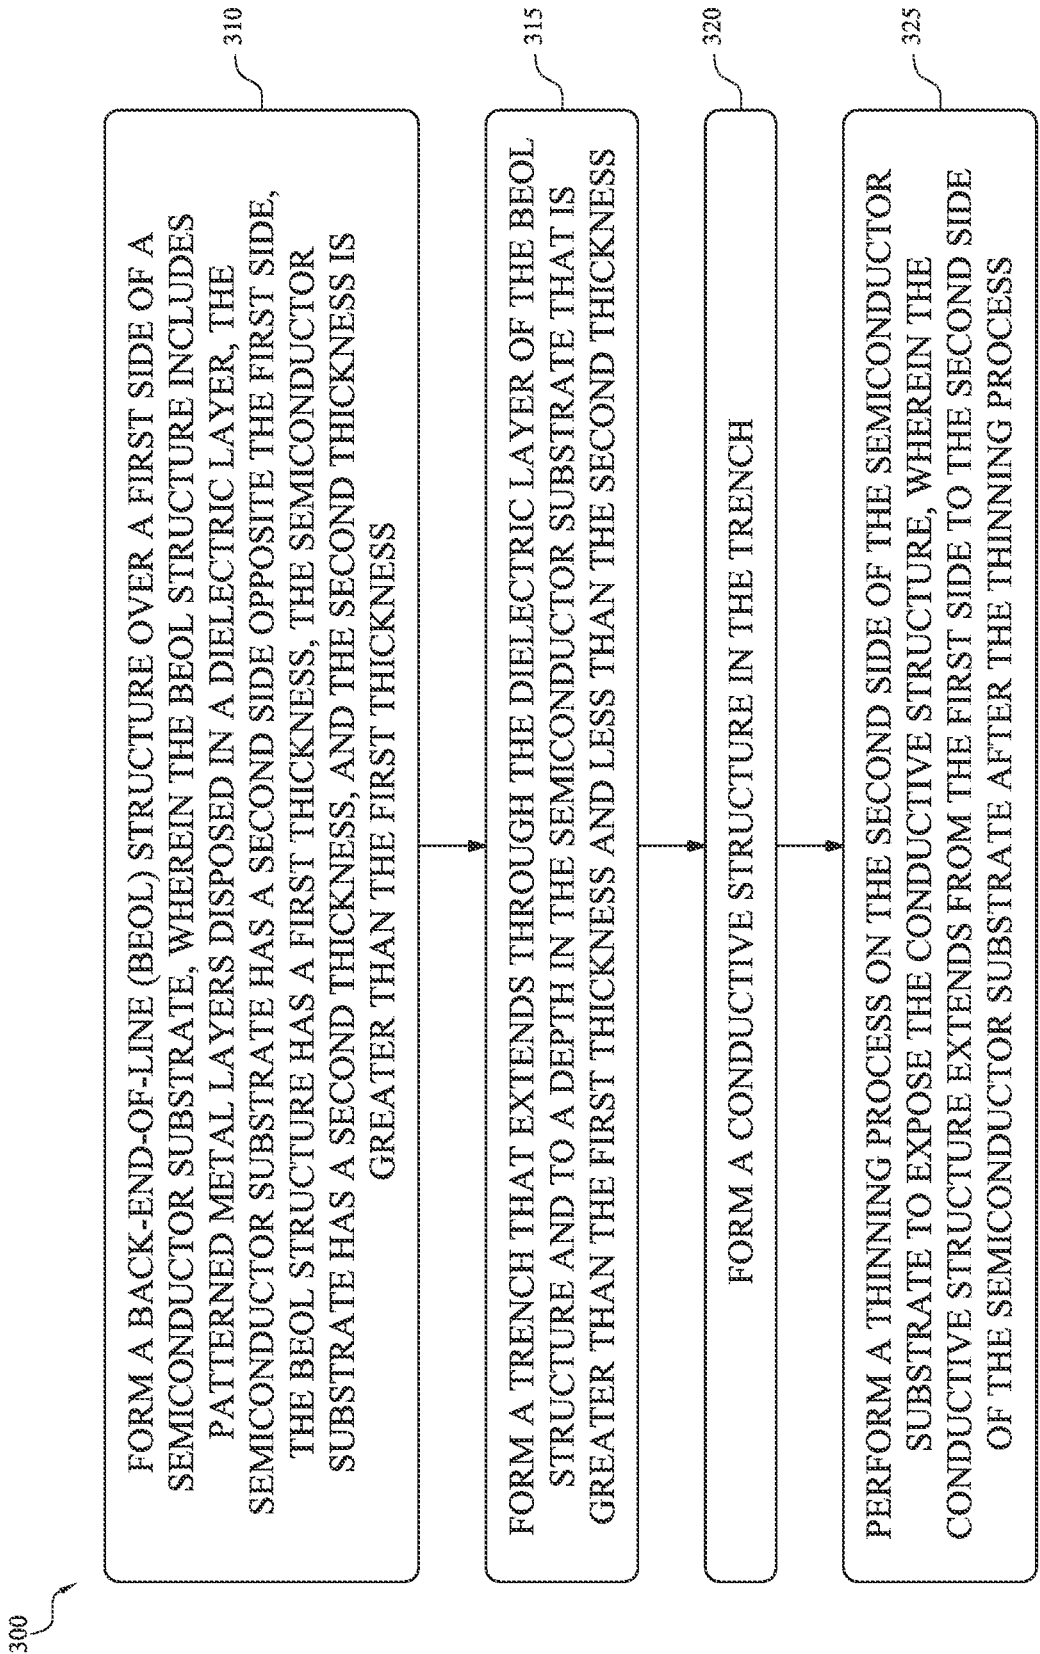 300
310
FORM A BACK-END-OF-LINE (BEOL) STRUCTURE OVER A FIRST SIDE OF A
SEMICONDUCTOR SUBSTRATE, WHEREIN THE BEOL STRUCTURE INCLUDES
PATTERNED METAL LAYERS DISPOSED IN A DIELECTRIC LAYER, THE
SEMICONDUCTOR SUBSTRATE HAS A SECOND SIDE OPPOSITE THE FIRST SIDE,
THE BEOL STRUCTURE HAS A FIRST THICKNESS, THE SEMICONDUCTOR
SUBSTRATE HAS A SECOND THICKNESS, AND THE SECOND THICKNESS IS
GREATER THAN THE FIRST THICKNESS
315
FORM A TRENCH THAT EXTENDS THROUGH THE DIELECTRIC LAYER OF THE BEOL
STRUCTURE AND TO A DEPTH IN THE SEMICONDUCTOR SUBSTRATE THAT IS
GREATER THAN THE FIRST THICKNESS AND LESS THAN THE SECOND THICKNESS
320
FORM A CONDUCTIVE STRUCTURE IN THE TRENCH
325
PERFORM A THINNING PROCESS ON THE SECOND SIDE OF THE SEMICONDUCTOR
SUBSTRATE TO EXPOSE THE CONDUCTIVE STRUCTURE, WHEREIN THE
CONDUCTIVE STRUCTURE EXTENDS FROM THE FIRST SIDE TO THE SECOND SIDE
OF THE SEMICONDUCTOR SUBSTRATE AFTER THE THINNING PROCESS